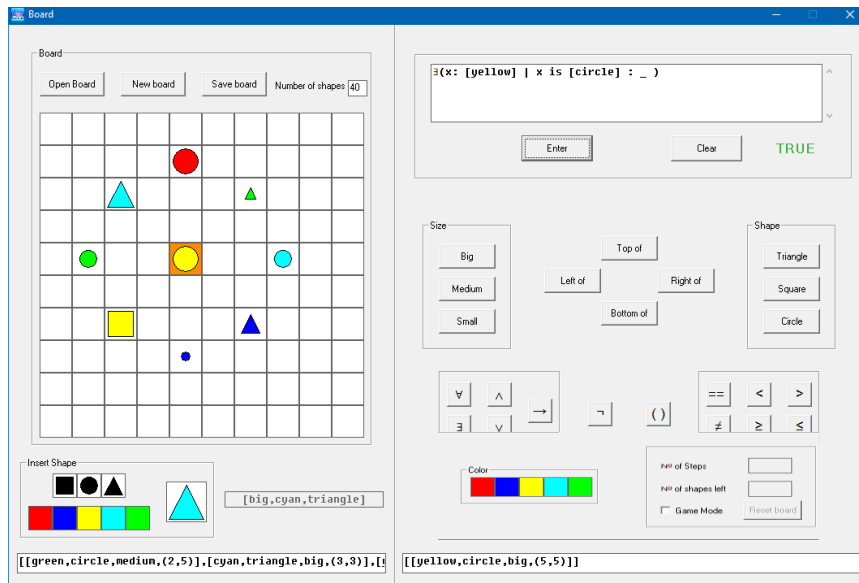 Board
Board
Open Board
New board
Save board
Number of shapes 40
∃(x: [yellow] | x is [circle] : _ )
Enter
Clear
TRUE
Size
Big
Medium
Small
Top of
Left of
Right of
Bottom of
Shape
Triangle
Square
Circle
∀ ∧ → ¬ ( ) == < >
∃ ∨ ≠ ≥ ≤
Insert Shape
[big,cyan,triangle]
Color
Nº of Steps
Nº of shapes left
Game Mode
Reset board
[[green,circle,medium,(2,5)],[cyan,triangle,big,(3,3)],[
[[yellow,circle,big,(5,5)]]